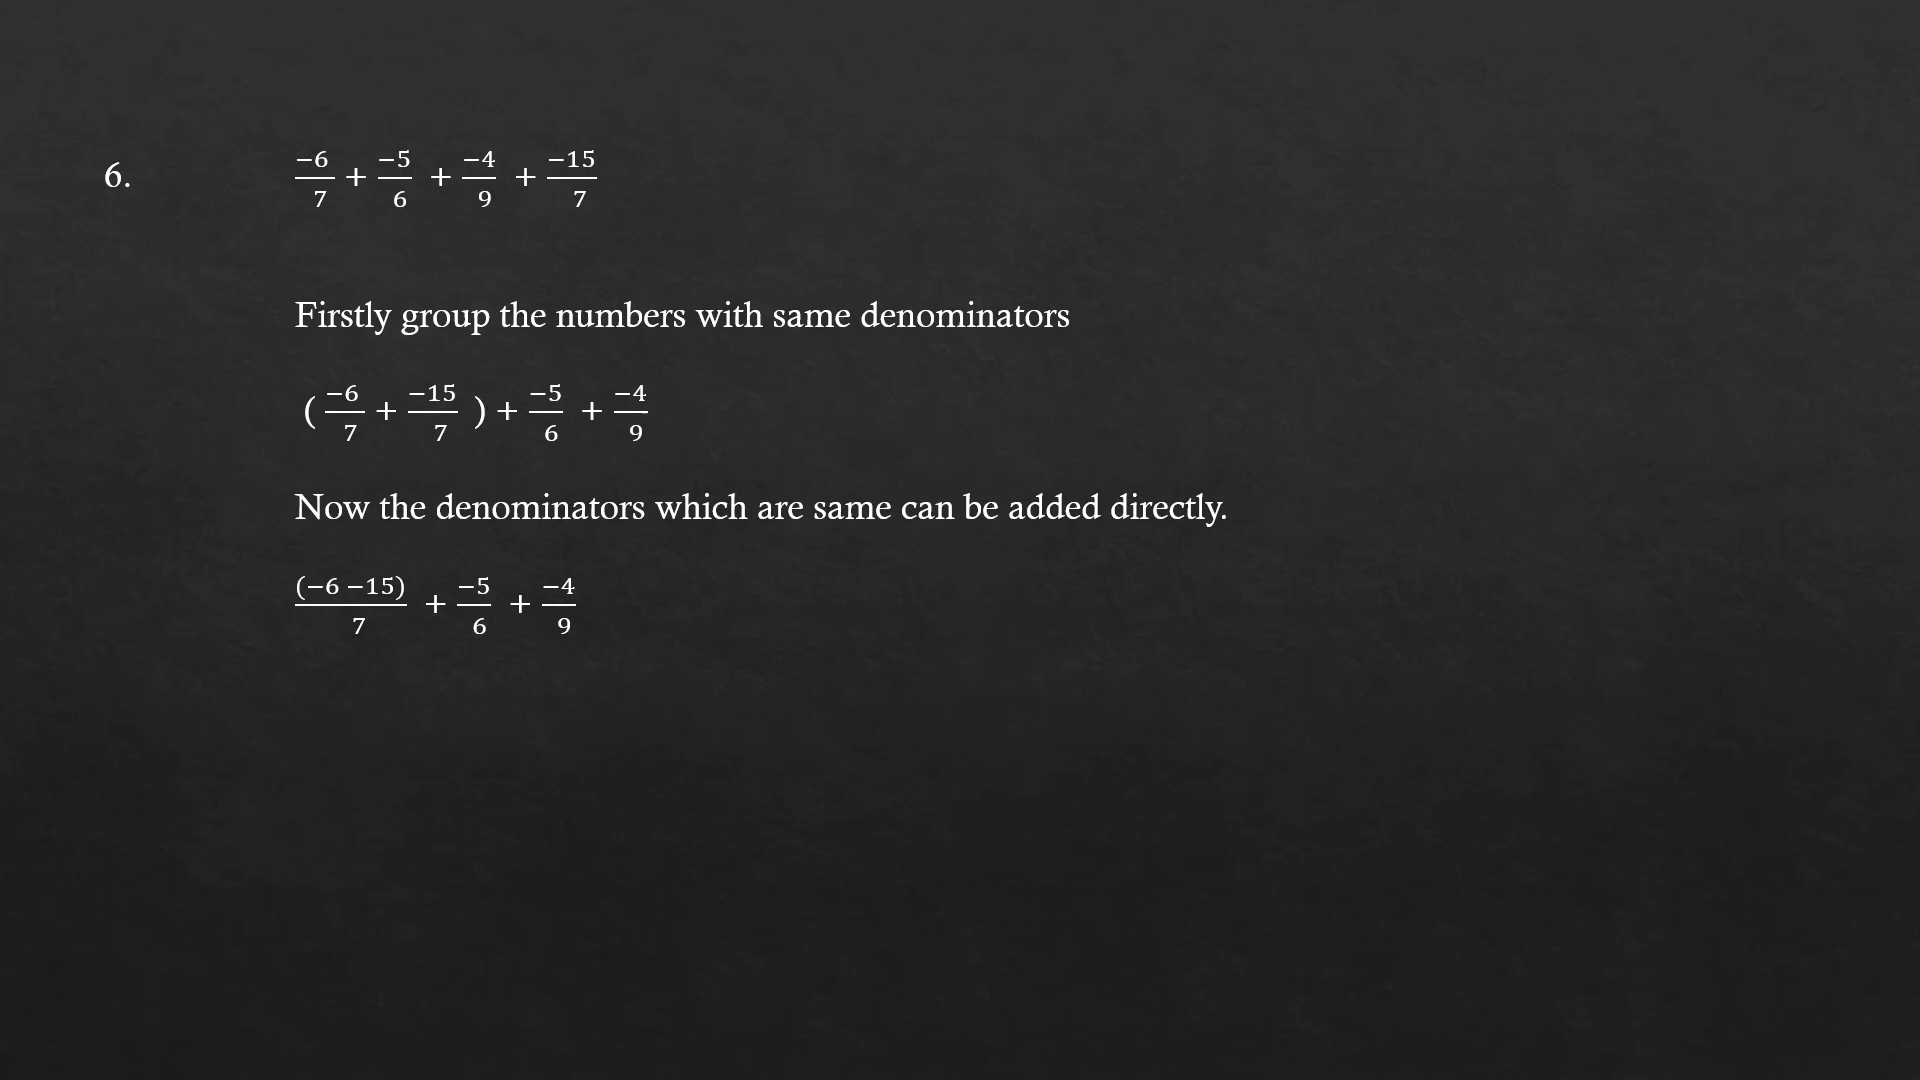 6. −6/7 + −5/6 + −4/9 + −15/7
Firstly group the numbers with same denominators
( −6/7 + −15/7 ) + −5/6 + −4/9
Now the denominators which are same can be added directly.
(−6 −15)/7 + −5/6 + −4/9